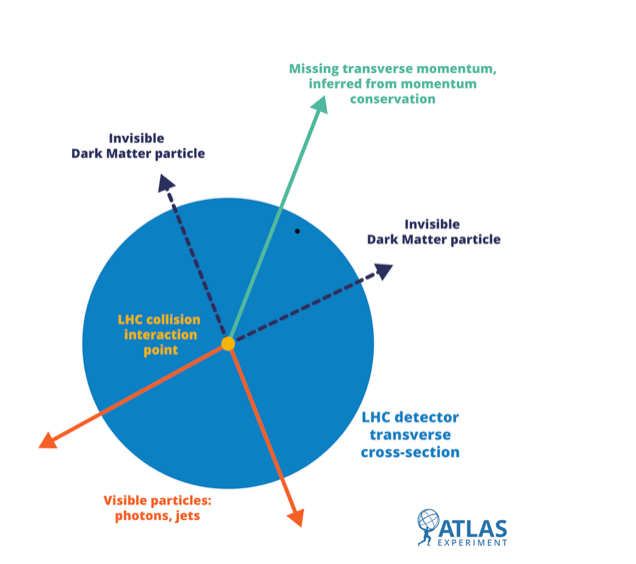 Missing transverse momentum,
inferred from momentum
conservation
Invisible
Dark Matter particle
Invisible
Dark Matter particle
LHC collision
interaction
point
LHC detector
transverse
cross-section
Visible particles:
photons, jets
ATLAS
EXPERIMENT